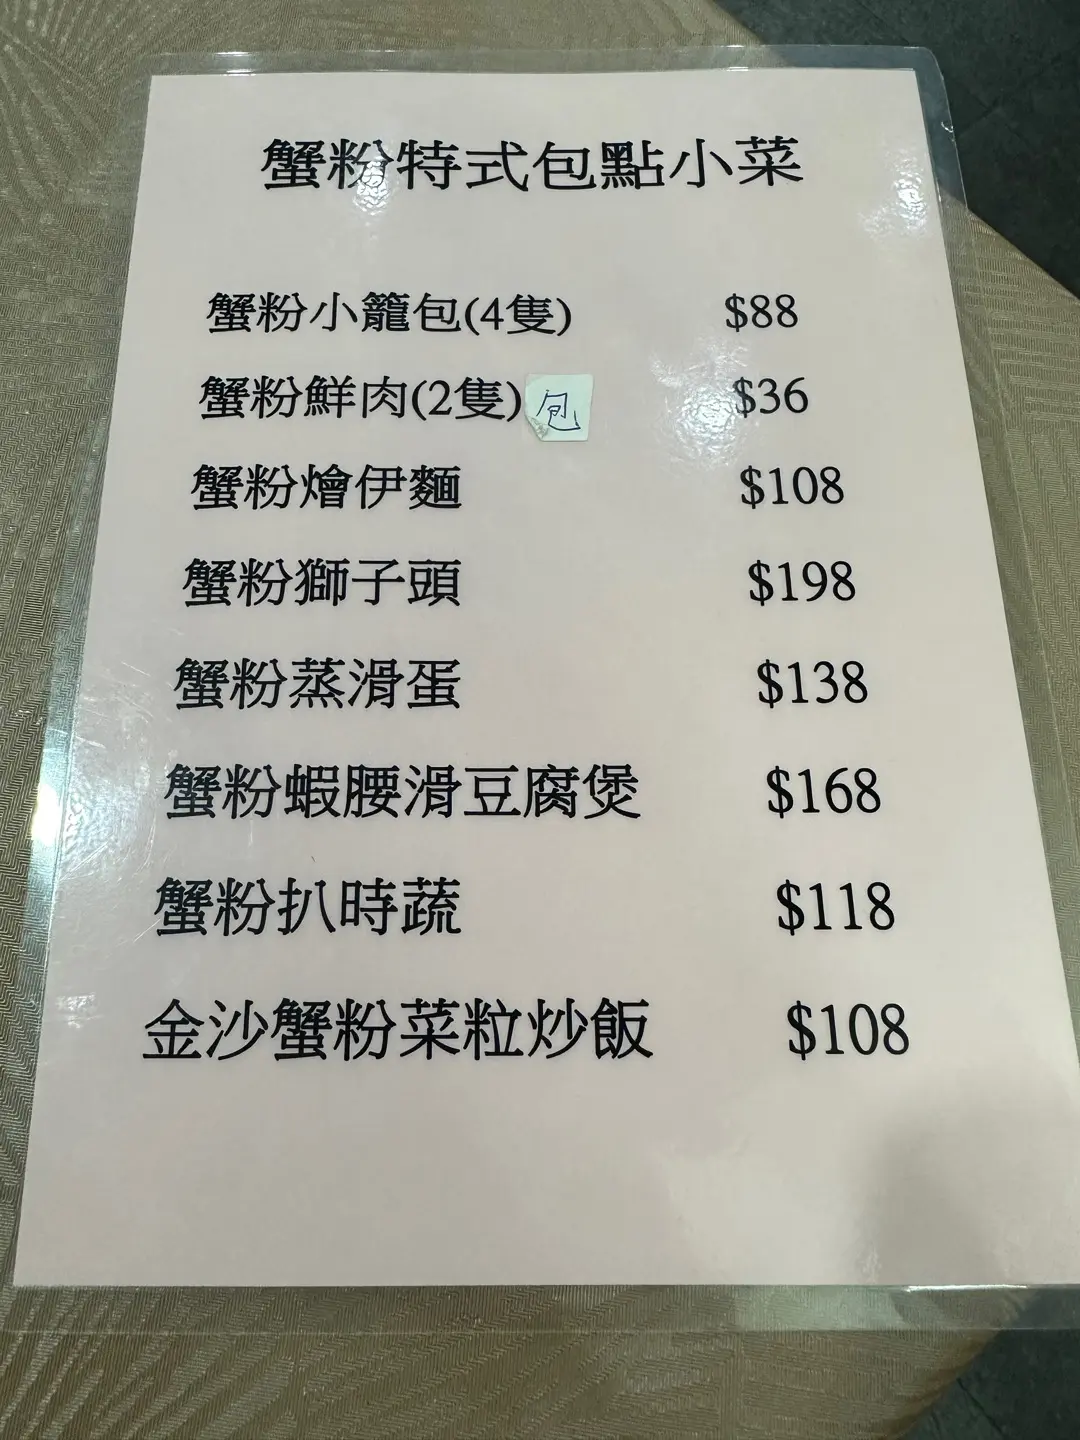 蟹粉特式包點小菜
蟹粉小籠包(4隻) $88
蟹粉鮮肉(2隻)包 $36
蟹粉燴伊麵 $108
蟹粉獅子頭 $198
蟹粉蒸滑蛋 $138
蟹粉蝦腰滑豆腐煲 $168
蟹粉扒時蔬 $118
金沙蟹粉菜粒炒飯 $108